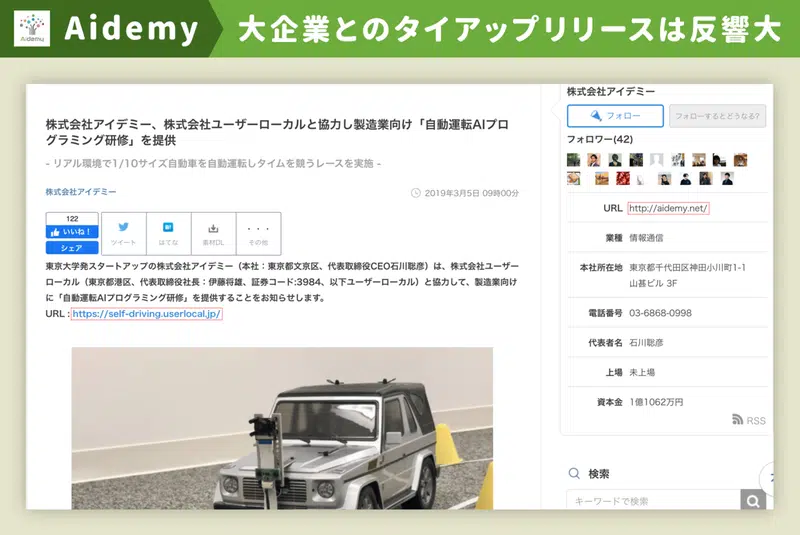 Aidemy
Aidemy
大企業とのタイアップリリースは反響大
株式会社アイデミー、株式会社ユーザーローカルと協力し製造業向け「自動運転AIプロ
グラミング研修」を提供
- リアル環境で1/10サイズ自動車を自動運転しタイムを競うレースを実施 -
株式会社アイデミー
2019年3月5日 09時00分
122
いいね！
シェア
ツイート
B!
はてな
素材DL
その他
東京大学発スタートアップの株式会社アイデミー（本社：東京都文京区、代表取締役CEO石川聡彦）は、株式会社ユーザー
ローカル（東京都港区、代表取締役社長：伊藤将雄、証券コード:3984、以下ユーザーローカル）と協力して、製造業向け
に「自動運転AIプログラミング研修」を提供することをお知らせします。
URL : https://self-driving.userlocal.jp/
株式会社アイデミー
フォロー
フォローするとどうなる?
フォロワー(42)
URL http://aidemy.net/
業種 情報通信
本社所在地 東京都千代田区神田小川町1-1
山甚ビル 3F
電話番号 03-6868-0998
代表者名 石川聡彦
上場 未上場
資本金 1億1062万円
RSS
検索
キーワードで検索